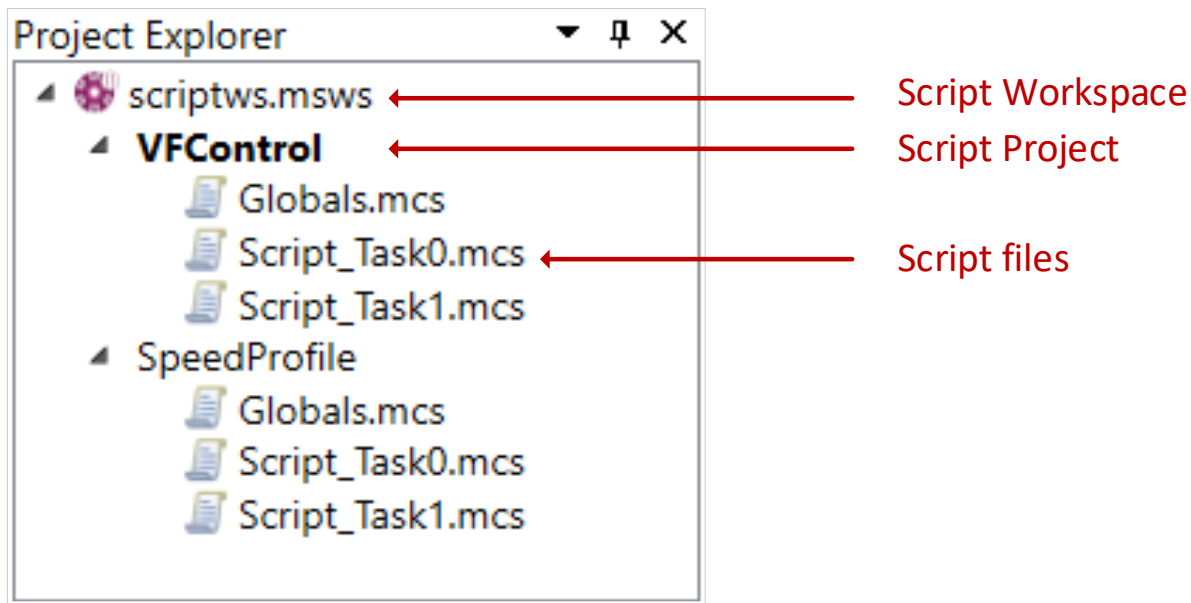 Project Explorer
scriptws.msws
Script Workspace
VFControl
Script Project
Globals.mcs
Script_Task0.mcs
Script files
Script_Task1.mcs
SpeedProfile
Globals.mcs
Script_Task0.mcs
Script_Task1.mcs